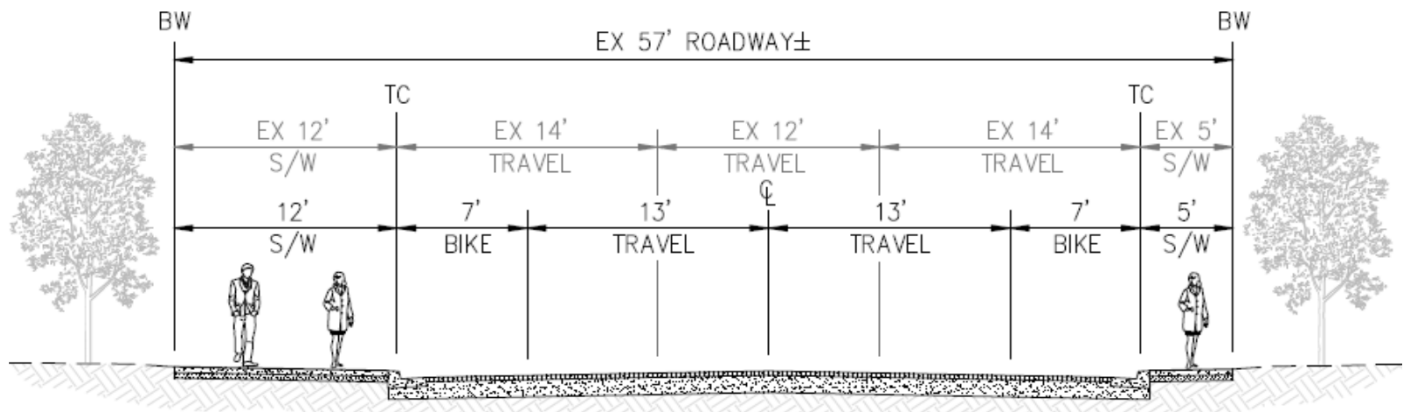 BW BW
EX 57' ROADWAY±
TC TC
EX 12' EX 14' EX 12' EX 14' EX 5'
S/W TRAVEL TRAVEL TRAVEL S/W
℄
12' 7' 13' 13' 7' 5'
S/W BIKE TRAVEL TRAVEL BIKE S/W